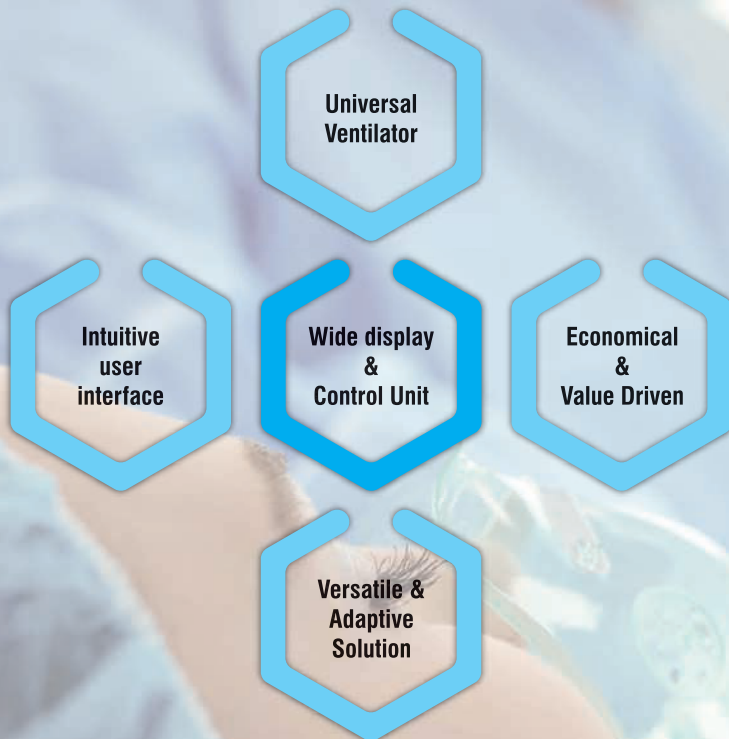 Universal
Ventilator
Intuitive
user
interface
Wide display
&
Control Unit
Economical
&
Value Driven
Versatile &
Adaptive
Solution